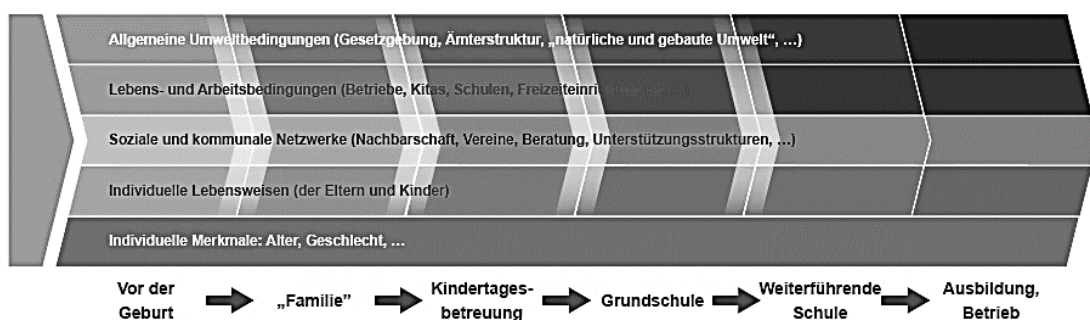 Allgemeine Umweltbedingungen (Gesetzgebung, Ämterstruktur, „natürliche und gebaute Umwelt“, …)
Lebens- und Arbeitsbedingungen (Betriebe, Kitas, Schulen,
Soziale und kommunale Netzwerke (Nachbarschaft, Vereine, Beratung, Unterstützungsstrukturen, …)
Individuelle Lebensweisen (der Eltern und Kinder)
Individuelle Merkmale: Alter, Geschlecht, …
Vor der
Geburt
„Familie”
Kindertages-
betreuung
Grundschule
Weiterführende
Schule
Ausbildung,
Betrieb